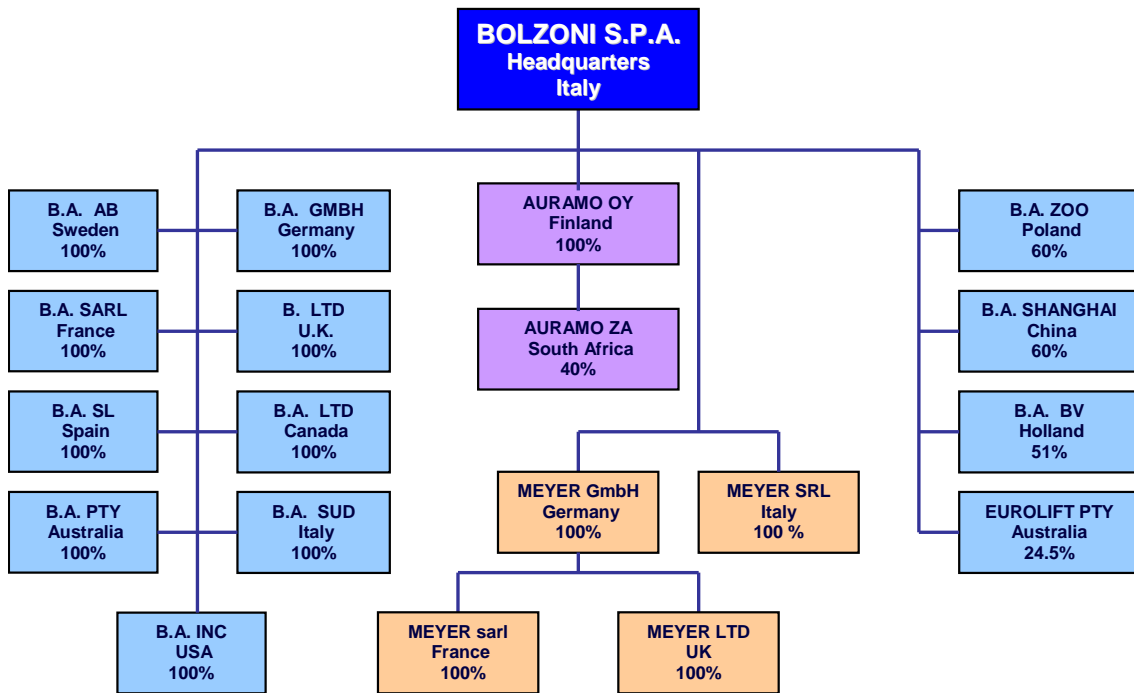 BOLZONI S.P.A.
Headquarters
Italy
B.A. AB
Sweden
100%
B.A. GMBH
Germany
100%
AURAMO OY
Finland
100%
B.A. ZOO
Poland
60%
B.A. SARL
France
100%
B. LTD
U.K.
100%
AURAMO ZA
South Africa
40%
B.A. SHANGHAI
China
60%
B.A. SL
Spain
100%
B.A. LTD
Canada
100%
B.A. BV
Holland
51%
MEYER GmbH
Germany
100%
MEYER SRL
Italy
100 %
B.A. PTY
Australia
100%
B.A. SUD
Italy
100%
EUROLIFT PTY
Australia
24.5%
B.A. INC
USA
100%
MEYER sarl
France
100%
MEYER LTD
UK
100%